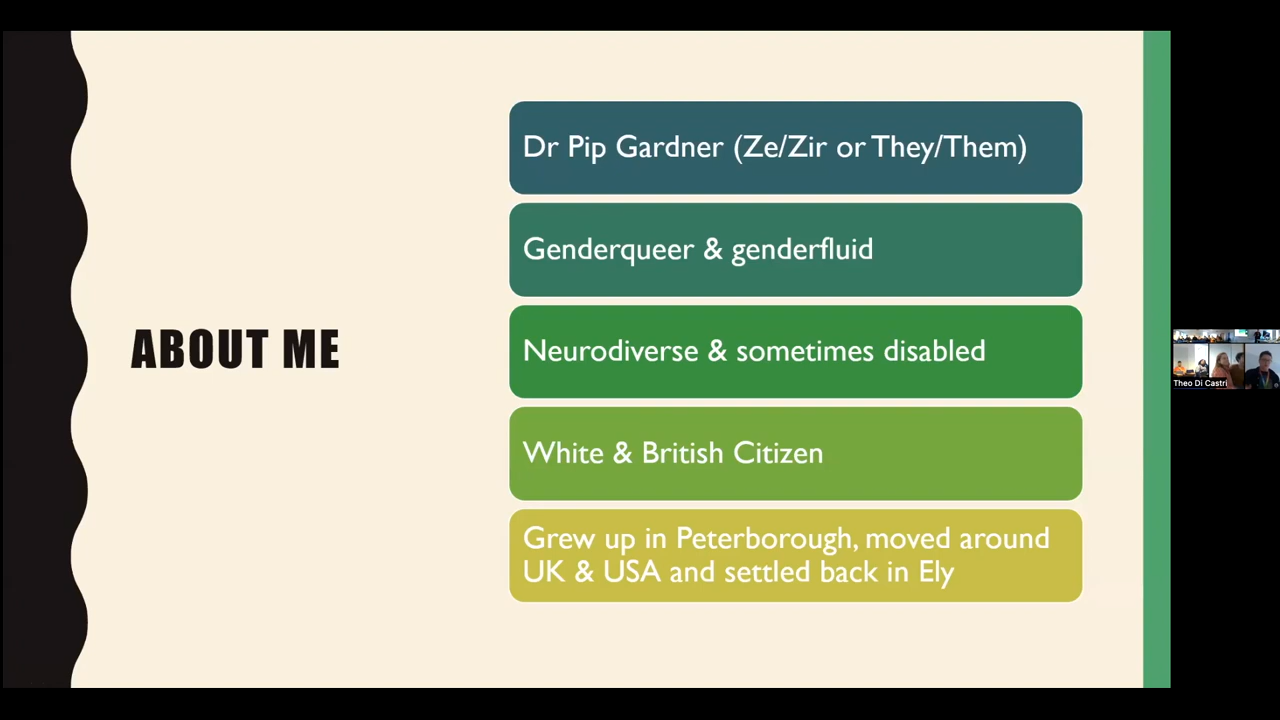 ABOUT ME
Dr Pip Gardner (Ze/Zir or They/Them)
Genderqueer & genderfluid
Neurodiverse & sometimes disabled
White & British Citizen
Grew up in Peterborough, moved around
UK & USA and settled back in Ely
Theo Di Castri